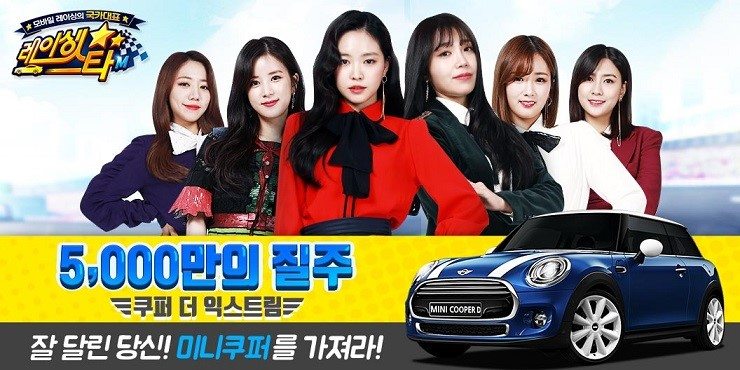 모바일 레이싱의 국가대표
레이싱스타M
5,000만의 질주
쿠퍼 더 익스트림
잘 달린 당신! 미니쿠퍼를 가져라!
MINI COOPER D